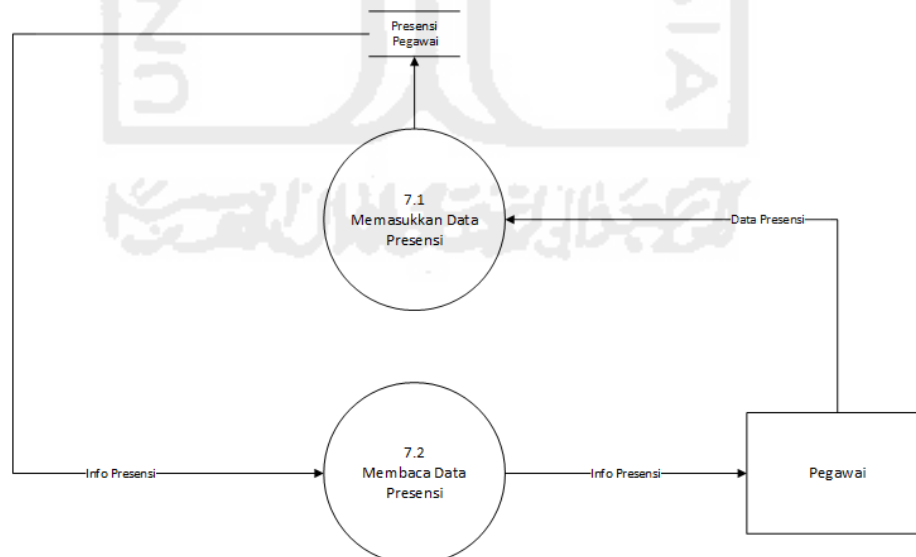 Presensi
Pegawai
7.1
Memasukkan Data
Presensi
Data Presensi
7.2
Membaca Data
Presensi
Info Presensi
Info Presensi
Pegawai